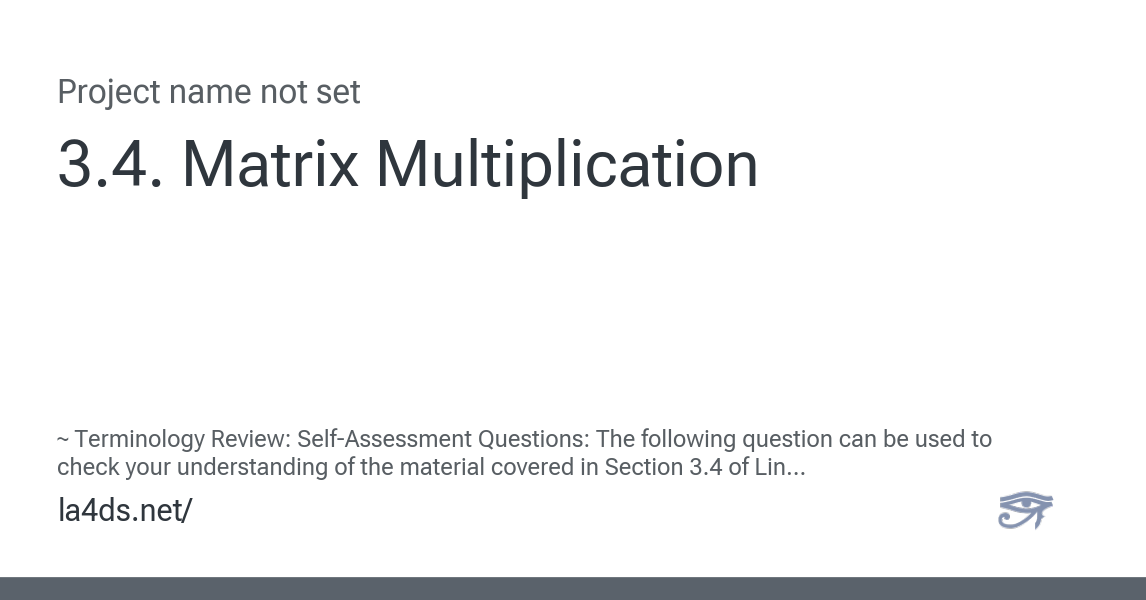 Project name not set
3.4. Matrix Multiplication
~ Terminology Review: Self-Assessment Questions: The following question can be used to
check your understanding of the material covered in Section 3.4 of Lin...
la4ds.net/